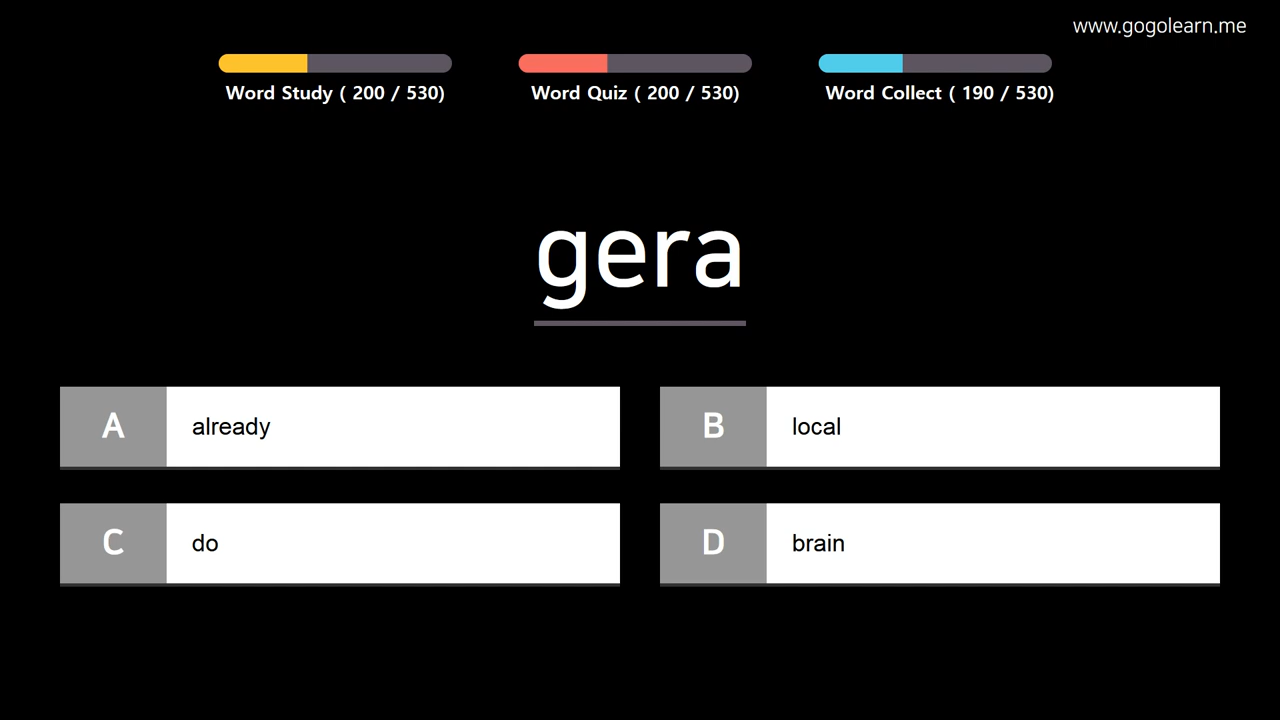 www.gogolearn.me
Word Study ( 200 / 530)
Word Quiz ( 200 / 530)
Word Collect ( 190 / 530)
gera
A already
B local
C do
D brain